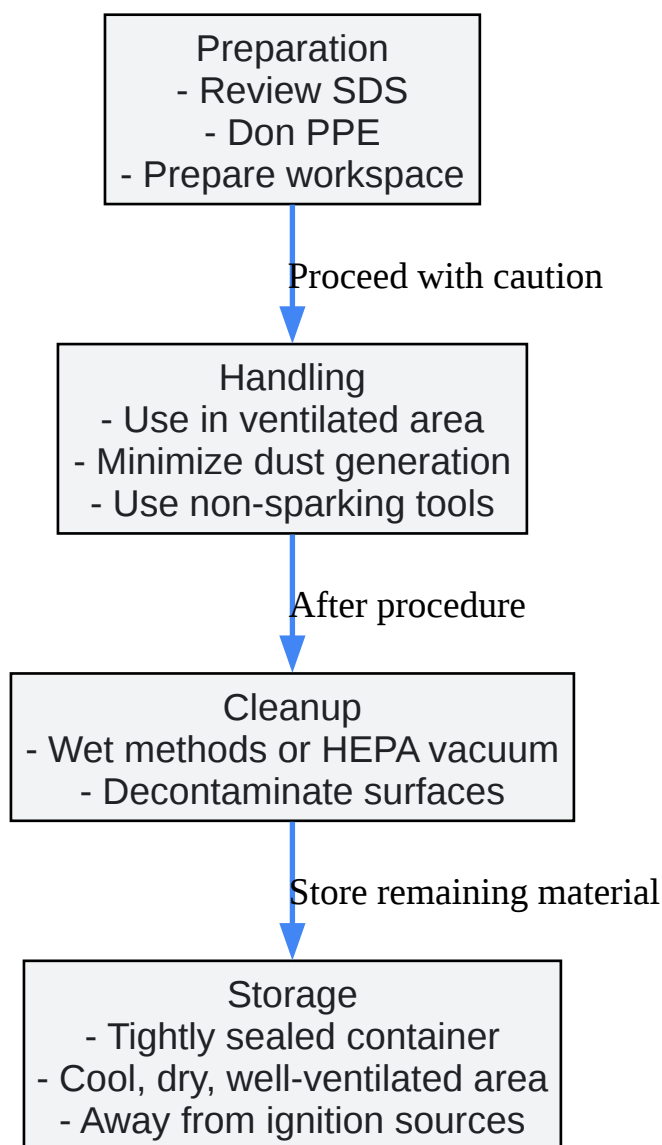 Preparation
- Review SDS
- Don PPE
- Prepare workspace
Proceed with caution
Handling
- Use in ventilated area
- Minimize dust generation
- Use non-sparking tools
After procedure
Cleanup
- Wet methods or HEPA vacuum
- Decontaminate surfaces
Store remaining material
Storage
- Tightly sealed container
- Cool, dry, well-ventilated area
- Away from ignition sources